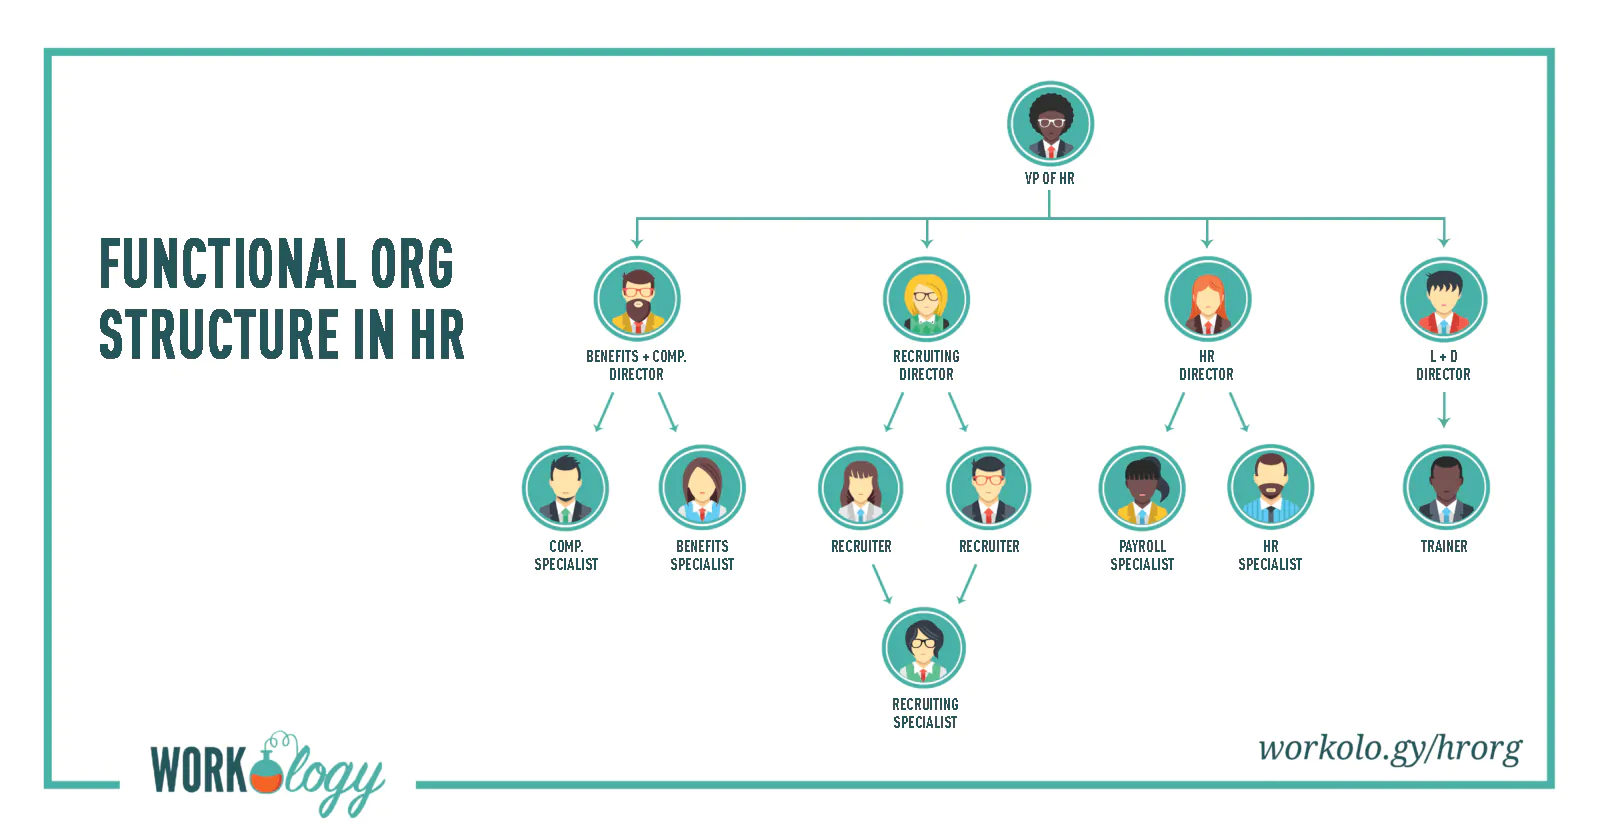 VP OF HR
FUNCTIONAL ORG
STRUCTURE IN HR
BENEFITS + COMP.
DIRECTOR
RECRUITING
DIRECTOR
HR
DIRECTOR
L + D
DIRECTOR
COMP.
SPECIALIST
BENEFITS
SPECIALIST
RECRUITER
RECRUITER
PAYROLL
SPECIALIST
HR
SPECIALIST
TRAINER
RECRUITING
SPECIALIST
WORKology
workolo.gy/hrorg